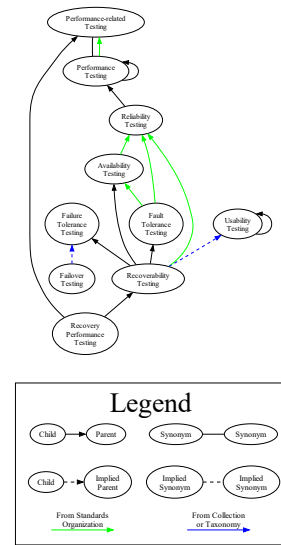 Performance-related
Testing
Performance
Testing
Reliability
Testing
Availability
Testing
Failure
Tolerance
Testing
Fault
Tolerance
Testing
Usability
Testing
Failover
Testing
Recoverability
Testing
Recovery
Performance
Testing
Legend
Child
Parent
Synonym
Synonym
Child
Implied
Parent
Implied
Synonym
Implied
Synonym
From Standards
Organization
From Collection
or Taxonomy